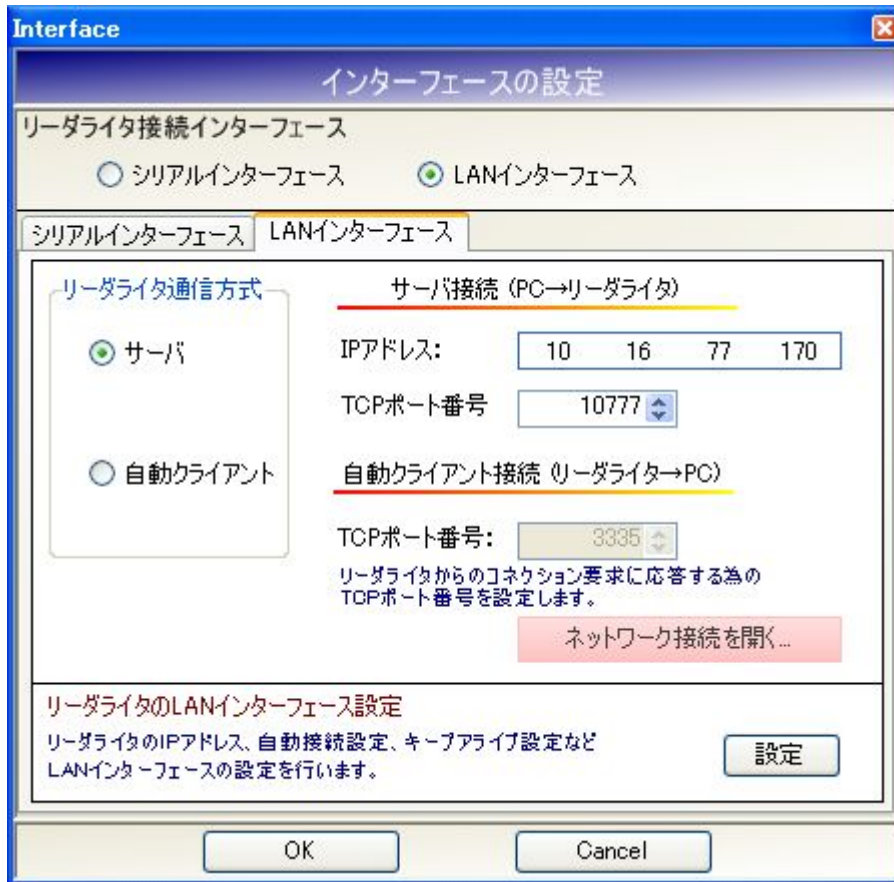 Interface
インターフェースの設定
リーダライタ接続インターフェース
シリアルインターフェース LANインターフェース
シリアルインターフェース LANインターフェース
リーダライタ通信方式 サーバ接続 (PC→リーダライタ)
サーバ IPアドレス: 10 16 77 170
TCPポート番号 10777
自動クライアント 自動クライアント接続 (リーダライタ→PC)
TCPポート番号: 3335
リーダライタからのコネクション要求に応答する為の
TCPポート番号を設定します。
ネットワーク接続を開く...
リーダライタのLANインターフェース設定
リーダライタのIPアドレス、自動接続設定、キープアライブ設定など
LANインターフェースの設定を行います。
設定
OK Cancel